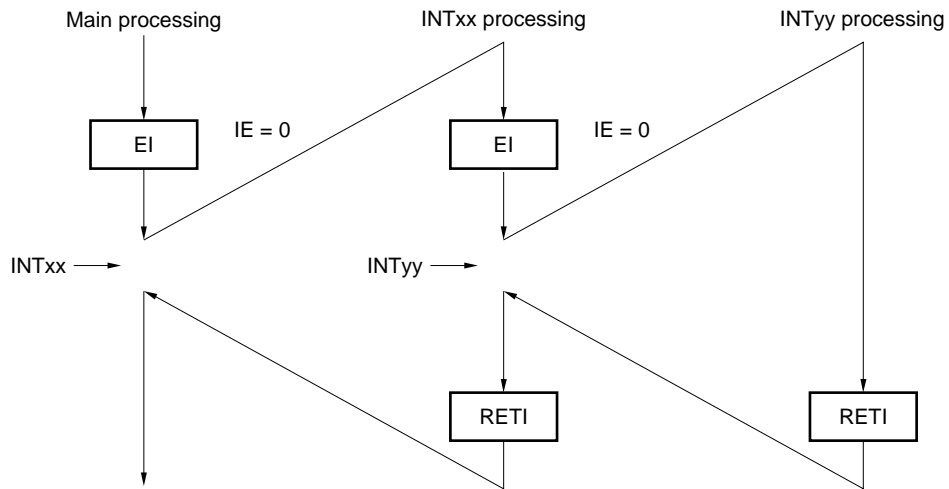 Main processing
INTxx processing
INTyy processing
EI
IE = 0
EI
IE = 0
INTxx
INTyy
RETI
RETI